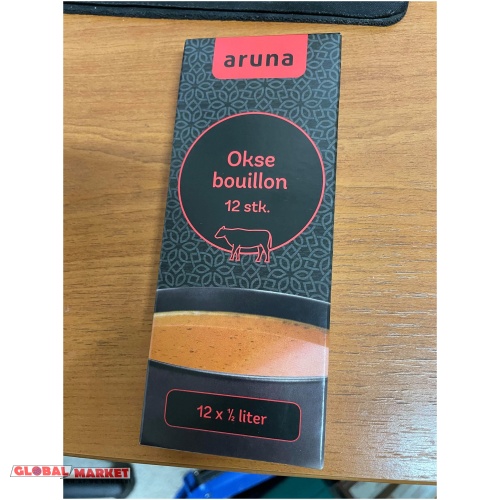 aruna
Okse
bouillon
12 stk.
12 x ½ liter
GLOBAL MARKET